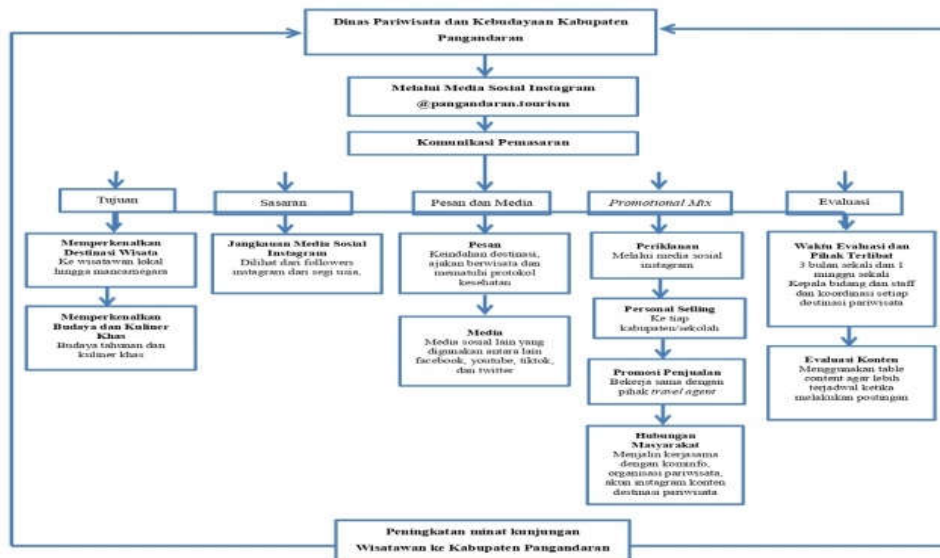 Dinas Pariwisata dan Kebudayaan Kabupaten
Pangandaran
Melalui Media Sosial Instagram
@pangandaran.tourism
Komunikasi Pemasaran
Tujuan
Sasaran
Pesan dan Media
Promotional Mix
Evaluasi
Memperkenalkan
Destinasi Wisata
Ke wisatawan lokal
hingga mancanegara
Memperkenalkan
Budaya dan Kuliner
Khas
Budaya tahunan dan
kuliner khas
Jangkauan Media Sosial
Instagram
Dilihat dari followers
instagram dari segi usia,
Pesan
Keindahan destinasi,
ajakan berwisata dan
mematuhi protokol
kesehatan
Media
Media sosial lain yang
digunakan antara lain
facebook, youtube, tiktok,
dan twitter
Periklanan
Melalui media sosial
instagram
Personal Selling
Ke tiap
kabupaten/sekolah
Promosi Penjualan
Bekerja sama dengan
pihak travel agent
Hubungan
Masyarakat
Menjalin kerjasama
dengan kominfo,
organisasi pariwisata,
akun instagram konten
destinasi pariwisata
Waktu Evaluasi dan
Pihak Terlibat
3 bulan sekali dan 1
minggu sekali
Kepala bidang dan staff
dan koordinasi setiap
destinasi pariwisata
Evaluasi Konten
Menggunakan table
content agar lebih
terjadwal ketika
melakukan postingan
Peningkatan minat kunjungan
Wisatawan ke Kabupaten Pangandaran